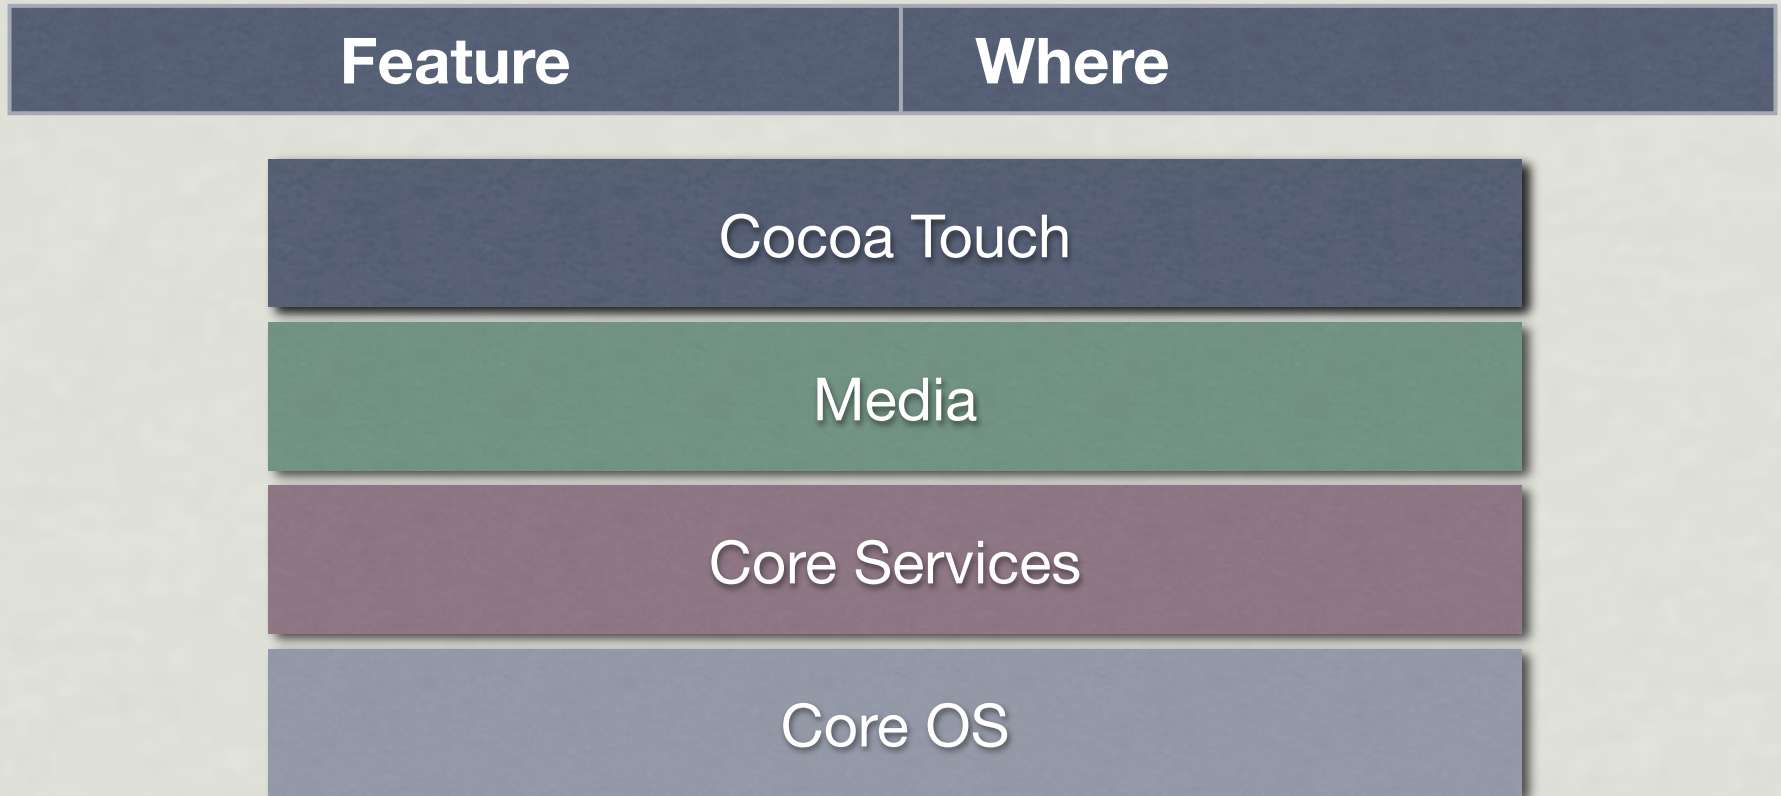 Feature Where
Cocoa Touch
Media
Core Services
Core OS